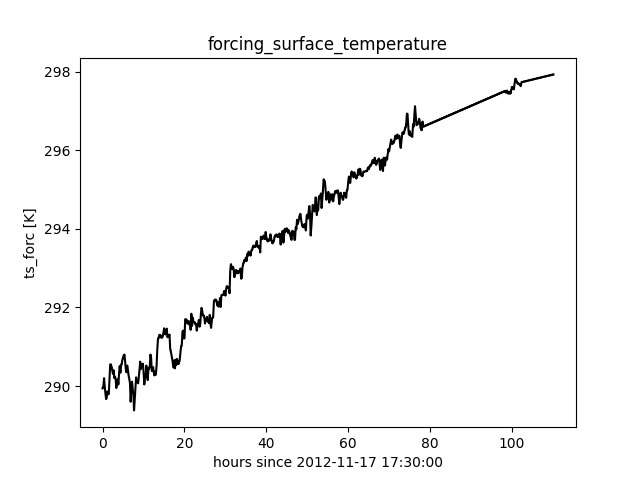 forcing_surface_temperature
298
296
294
292
290
ts_forc [K]
0 20 40 60 80 100
hours since 2012-11-17 17:30:00